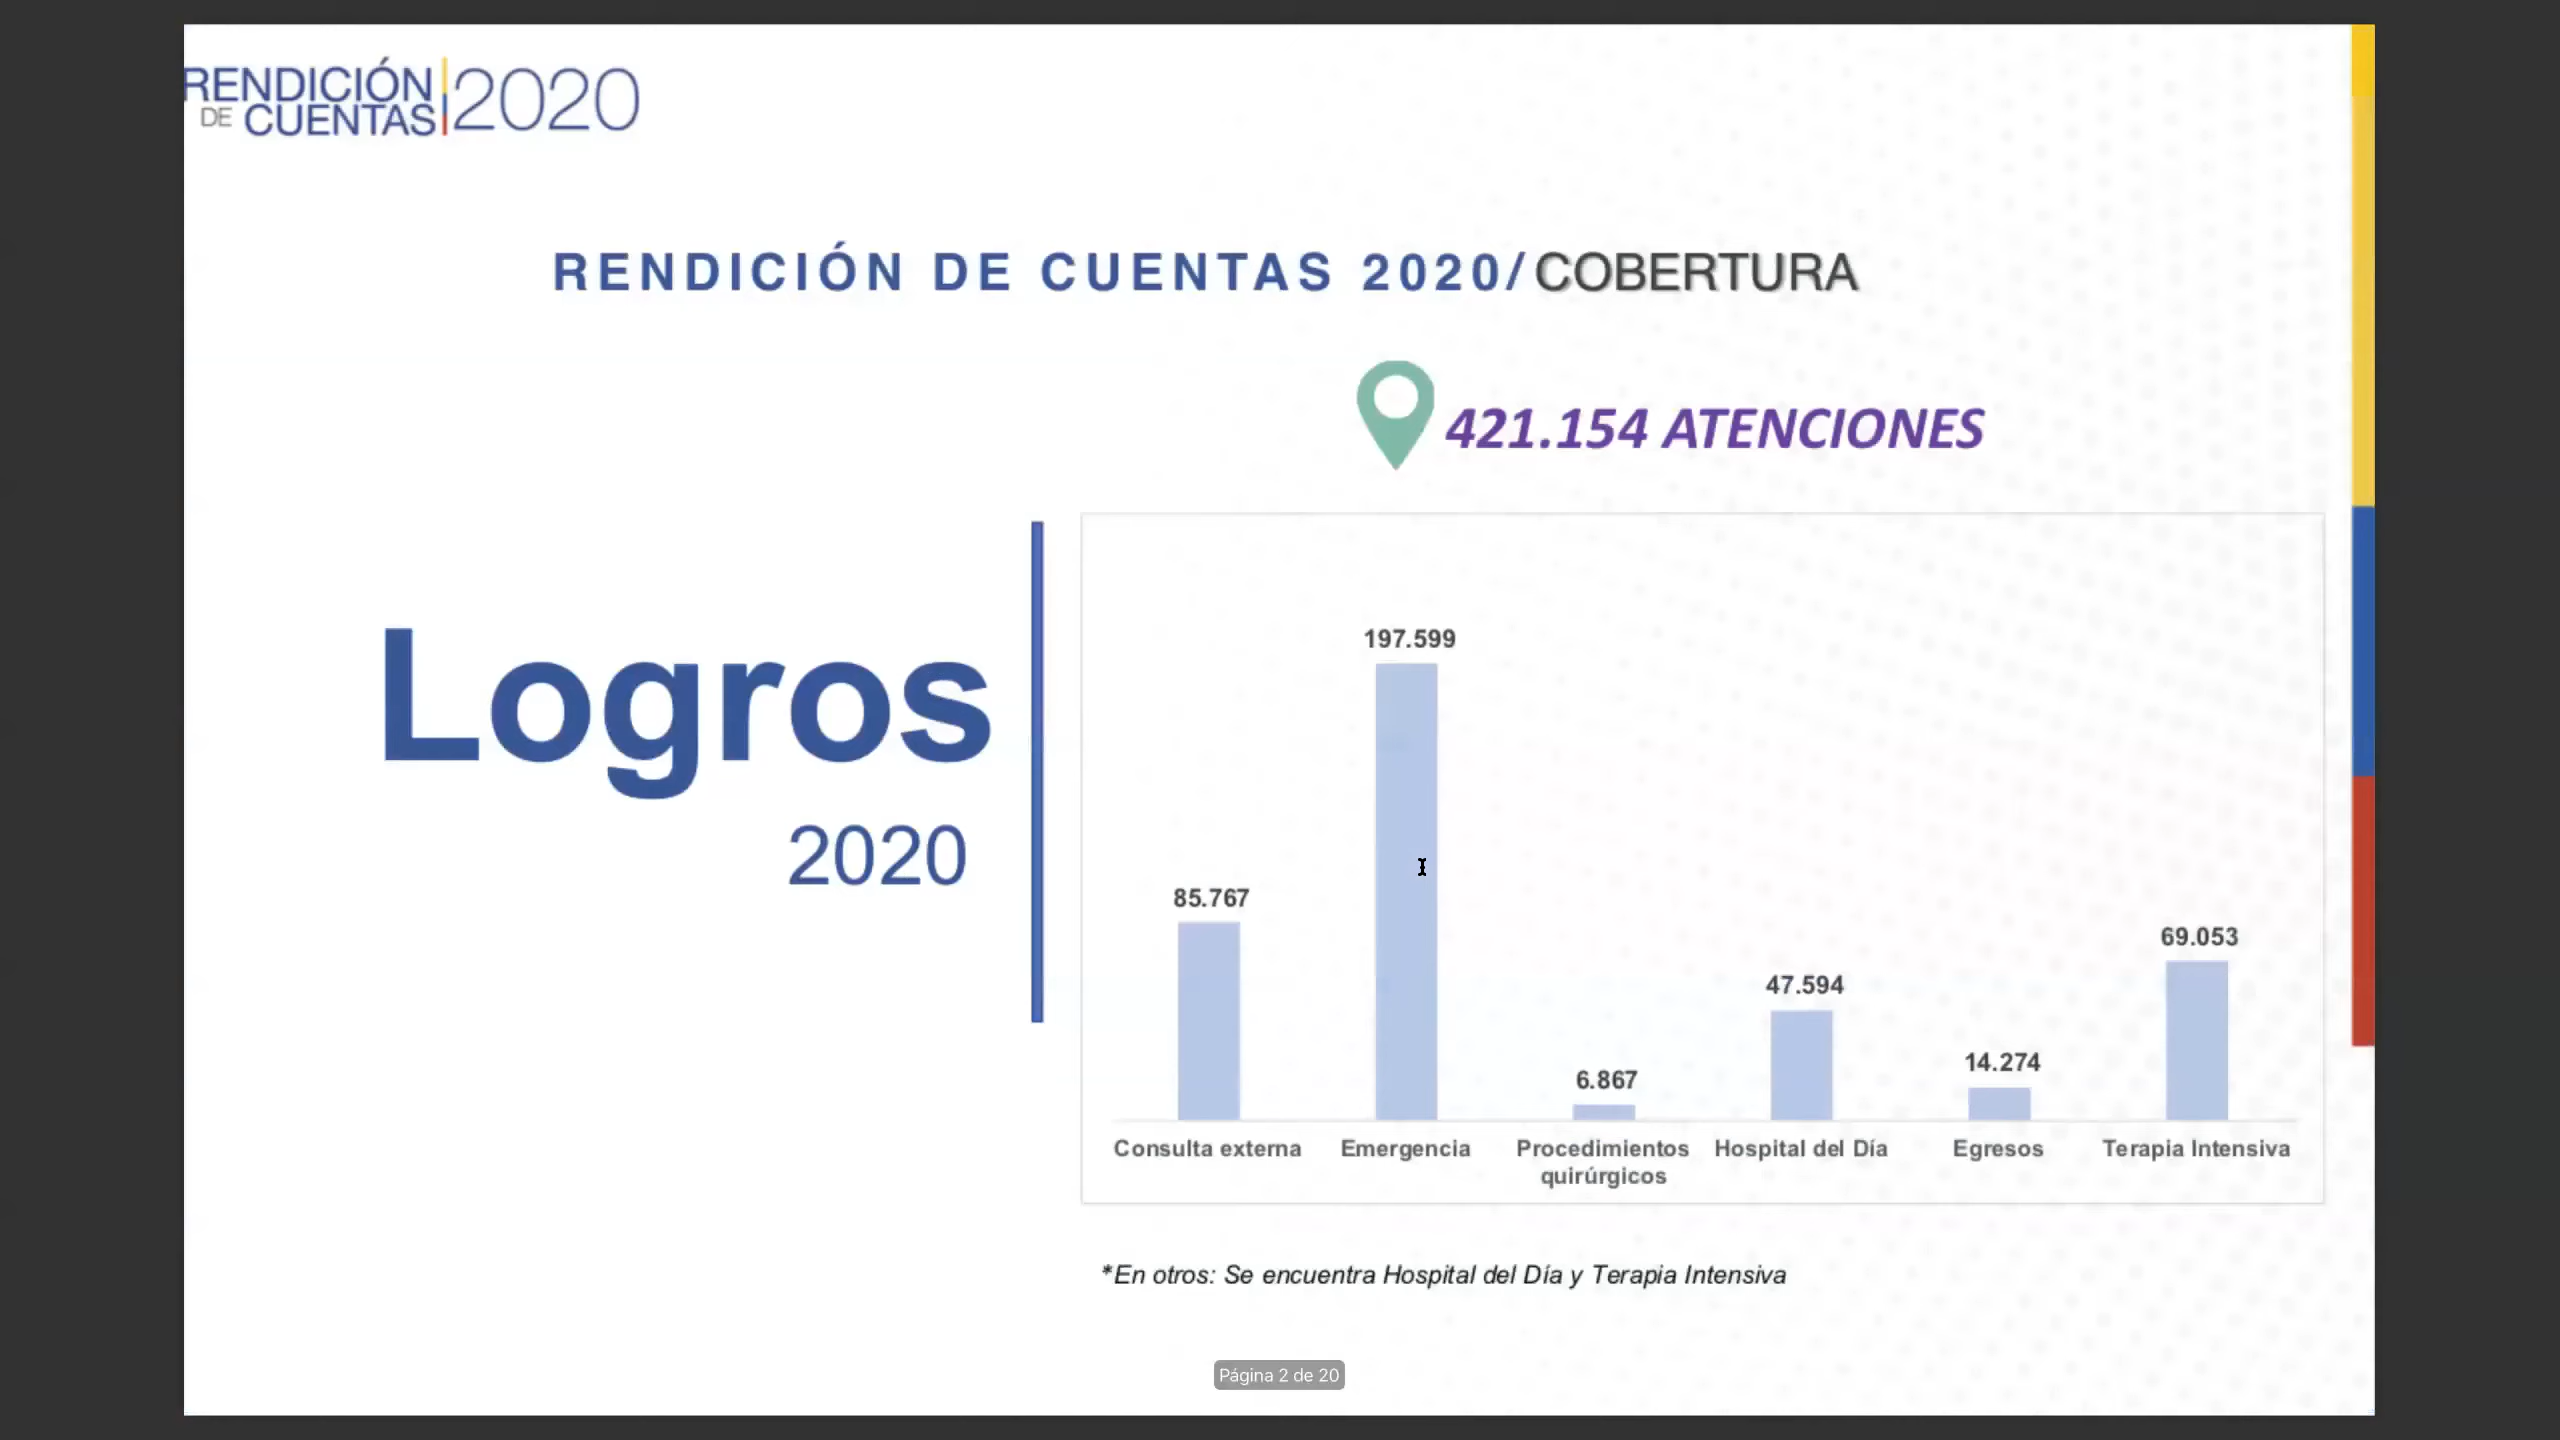 RENDICIÓN
DE CUENTAS
2020
RENDICIÓN DE CUENTAS 2020/COBERTURA
421.154 ATENCIONES
Logros
2020
197.599
85.767
69.053
47.594
14.274
6.867
Consulta externa
Emergencia
Procedimientos
quirúrgicos
Hospital del Día
Egresos
Terapia Intensiva
*En otros: Se encuentra Hospital del Día y Terapia Intensiva
Página 2 de 20